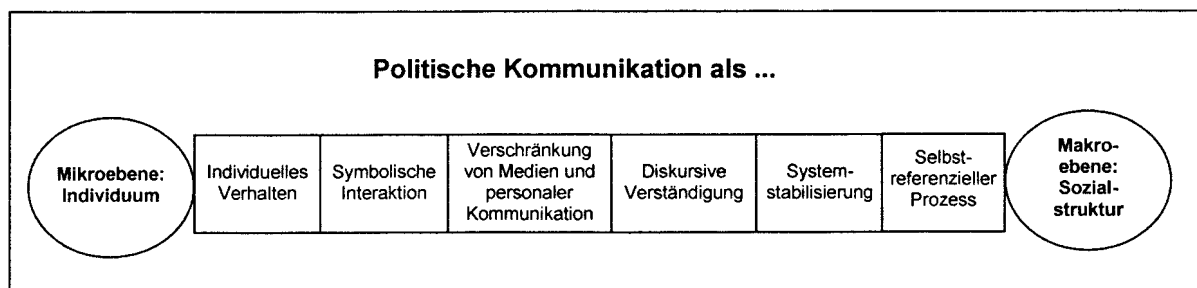 Politische Kommunikation als ...
Mikroebene:
Individuum
Individuelles
Verhalten
Symbolische
Interaktion
Verschränkung
von Medien und
personaler
Kommunikation
Diskursive
Verständigung
System-
stabilisierung
Selbst-
referenzieller
Prozess
Makro-
ebene:
Sozial-
struktur